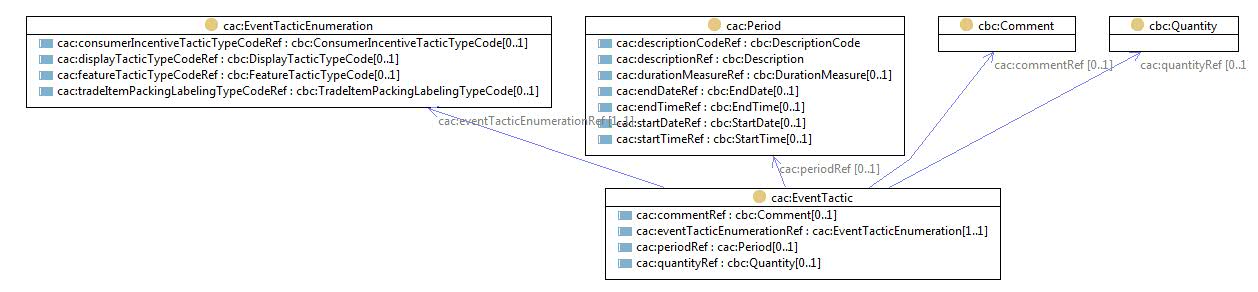 cac:EventTacticEnumeration
cac:consumerIncentiveTacticTypeCodeRef : cbc:ConsumerIncentiveTacticTypeCode[0..1]
cac:displayTacticTypeCodeRef : cbc:DisplayTacticTypeCode[0..1]
cac:featureTacticTypeCodeRef : cbc:FeatureTacticTypeCode[0..1]
cac:tradeItemPackingLabelingTypeCodeRef : cbc:TradeItemPackingLabelingTypeCode[0..1]
cac:Period
cac:descriptionCodeRef : cbc:DescriptionCode
cac:descriptionRef : cbc:Description
cac:durationMeasureRef : cbc:DurationMeasure[0..1]
cac:endDateRef : cbc:EndDate[0..1]
cac:endTimeRef : cbc:EndTime[0..1]
cac:startDateRef : cbc:StartDate[0..1]
cac:startTimeRef : cbc:StartTime[0..1]
cbc:Comment
cbc:Quantity
cac:commentRef [0..1]
cac:quantityRef [0..1]
cac:eventTacticEnumerationRef [1..1]
cac:periodRef [0..1]
cac:EventTactic
cac:commentRef : cbc:Comment[0..1]
cac:eventTacticEnumerationRef : cac:EventTacticEnumeration[1..1]
cac:periodRef : cac:Period[0..1]
cac:quantityRef : cbc:Quantity[0..1]